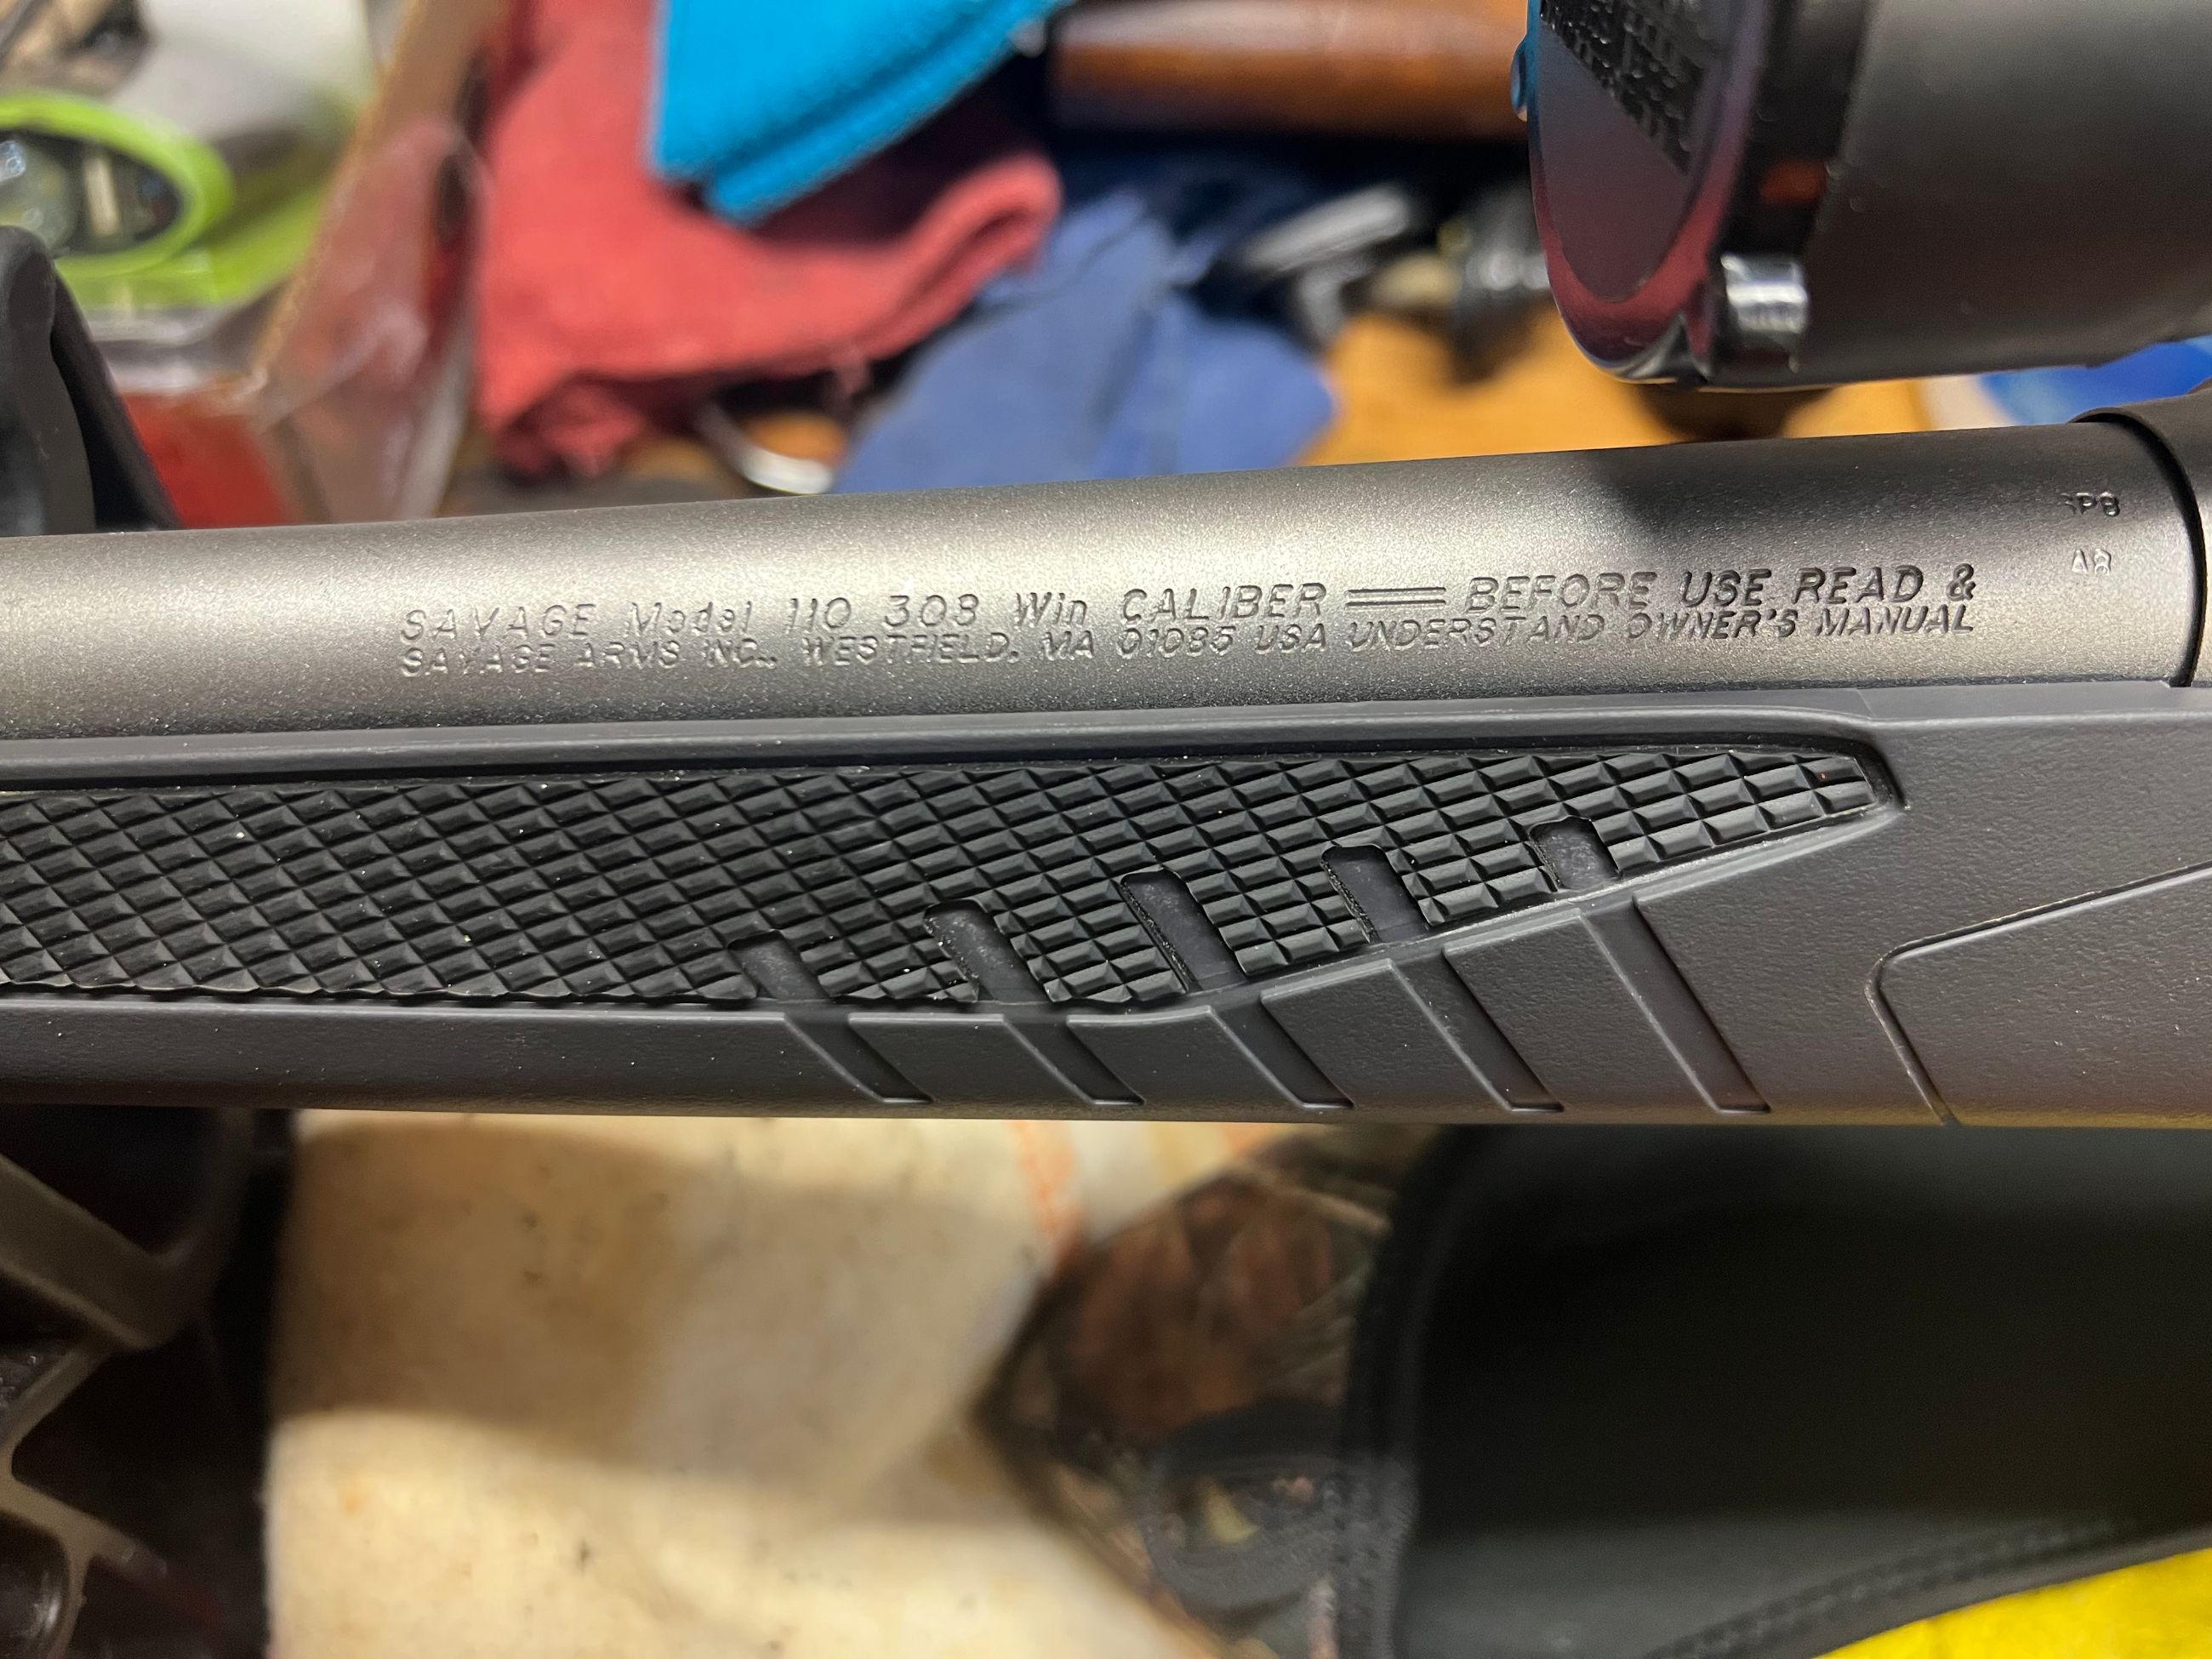 SAVAGE Model 110 308 Win CALIBER BEFORE USE READ &
SAVAGE ARMS INC., WESTFIELD, MA 01085 USA UNDERSTAND OWNER'S MANUAL
A8